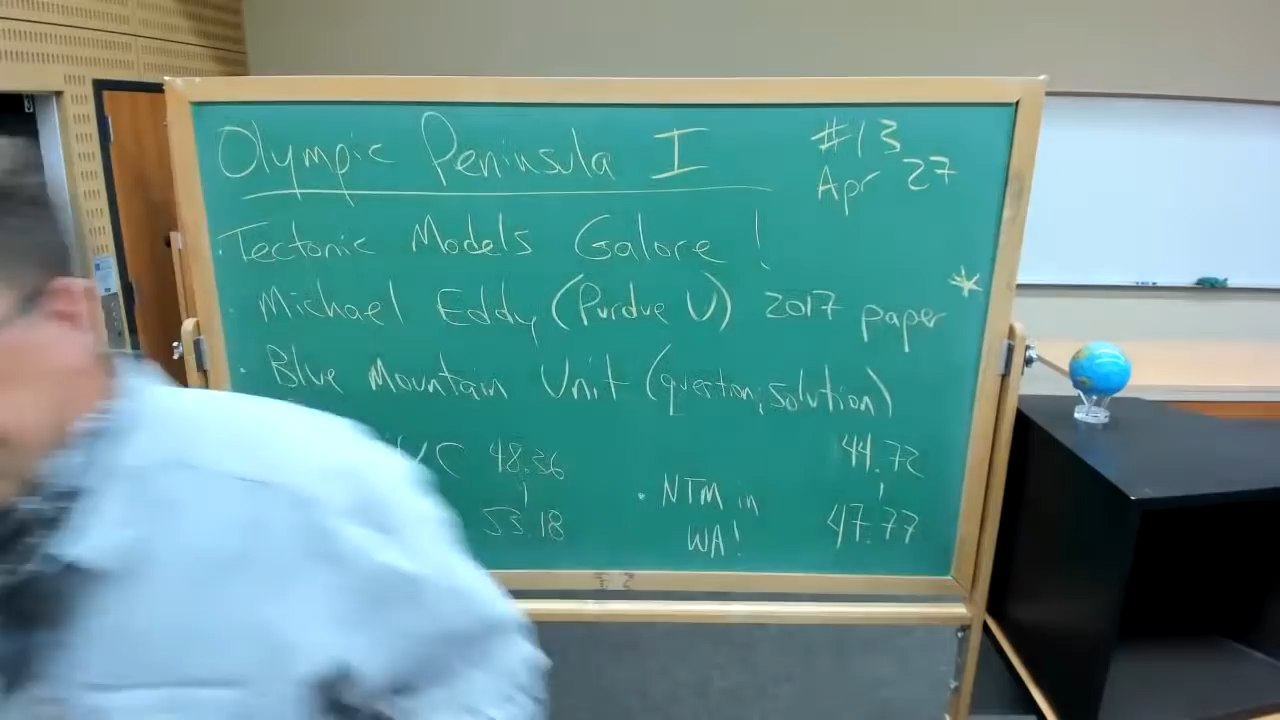 Olympic Peninsula I
#13
Apr 27
· Tectonic Models Galore!
· Michael Eddy (Purdue U) 2017 paper*
· Blue Mountain Unit (question; solution)
C 48.36
|
53.18
· NTM in
WA!
44.72
|
47.77